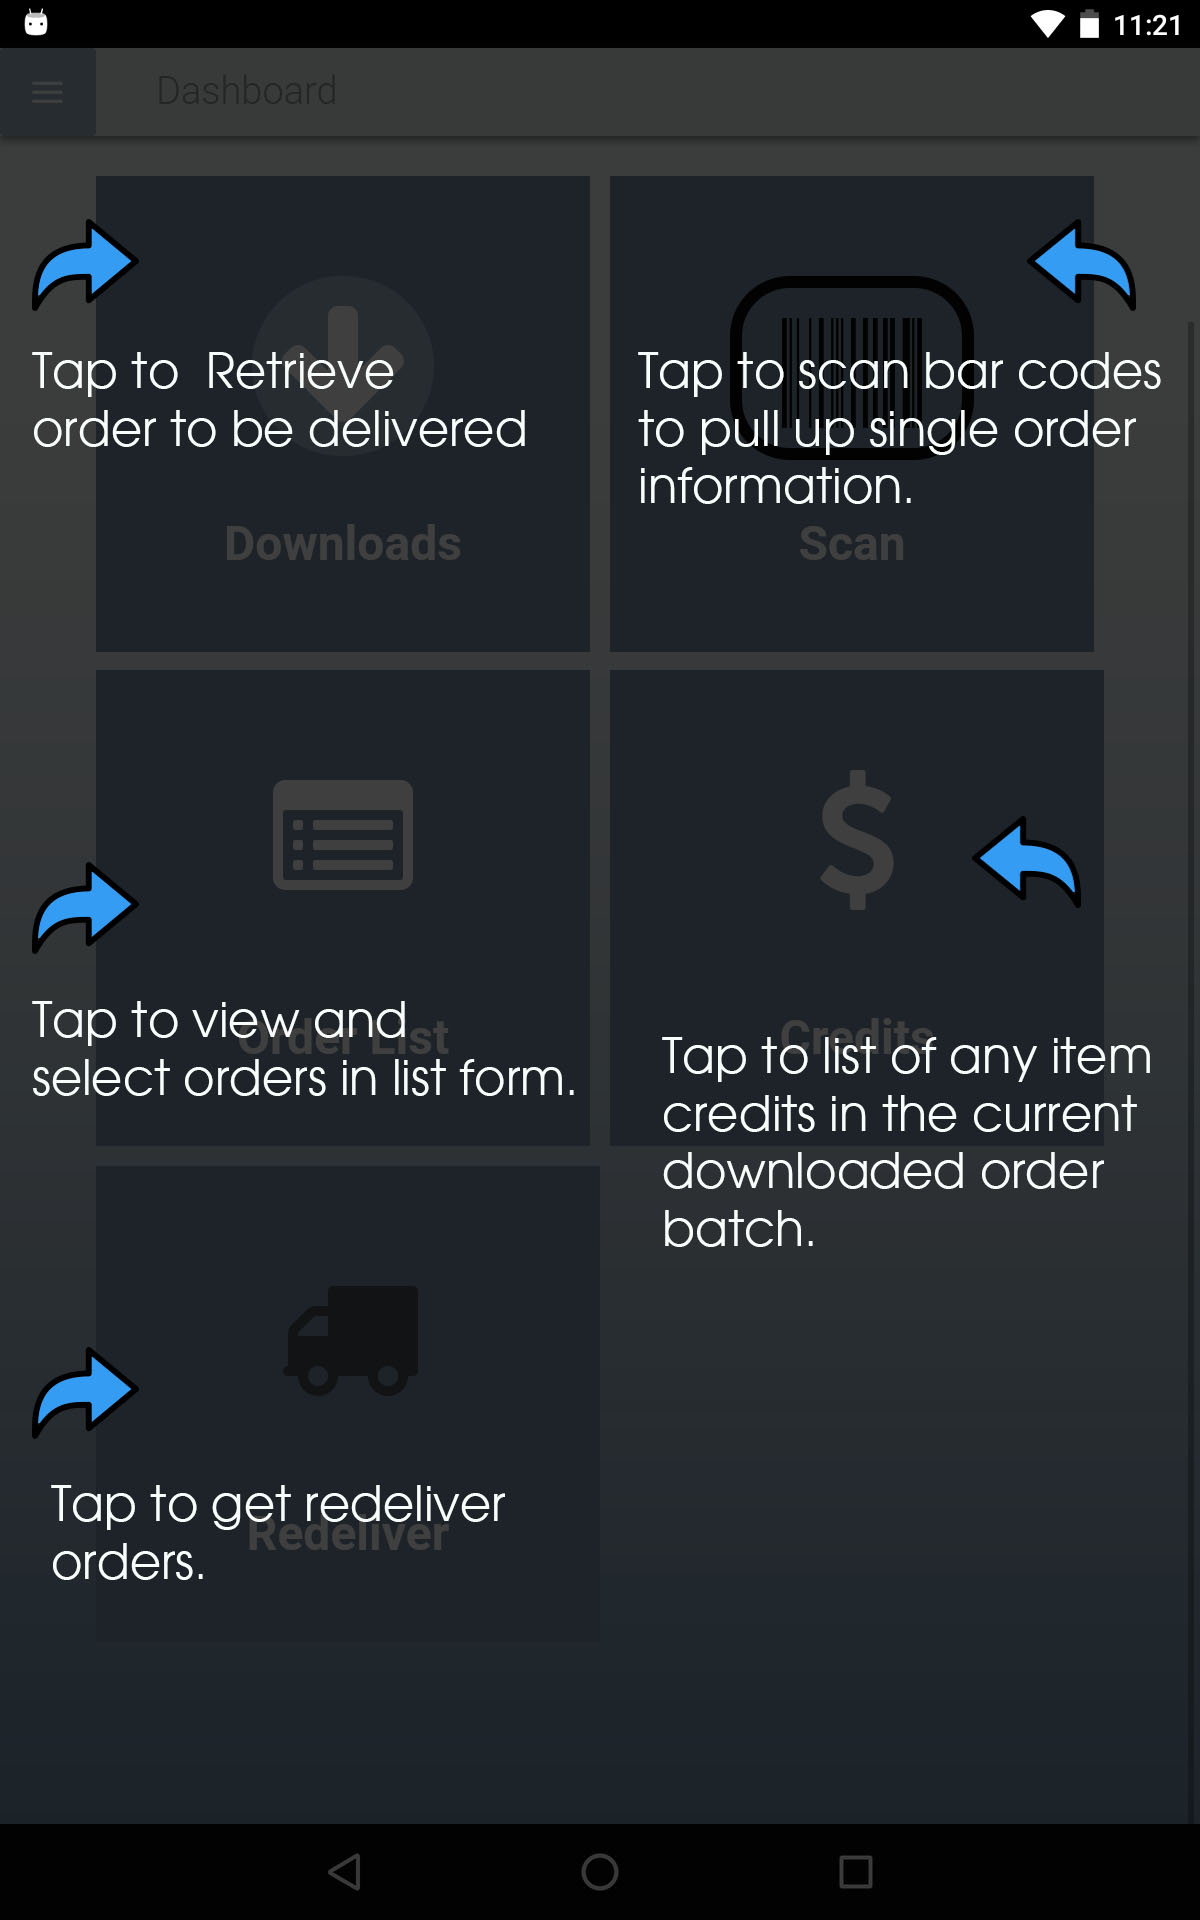 11:21
Dashboard
Tap to  Retrieve
order to be delivered
Downloads
Tap to scan bar codes
to pull up single order
information.
Scan
Tap to view and
select orders in list form.
Order List
Credits
Tap to list of any item
credits in the current
downloaded order
batch.
Tap to get redeliver
orders.
Redeliver